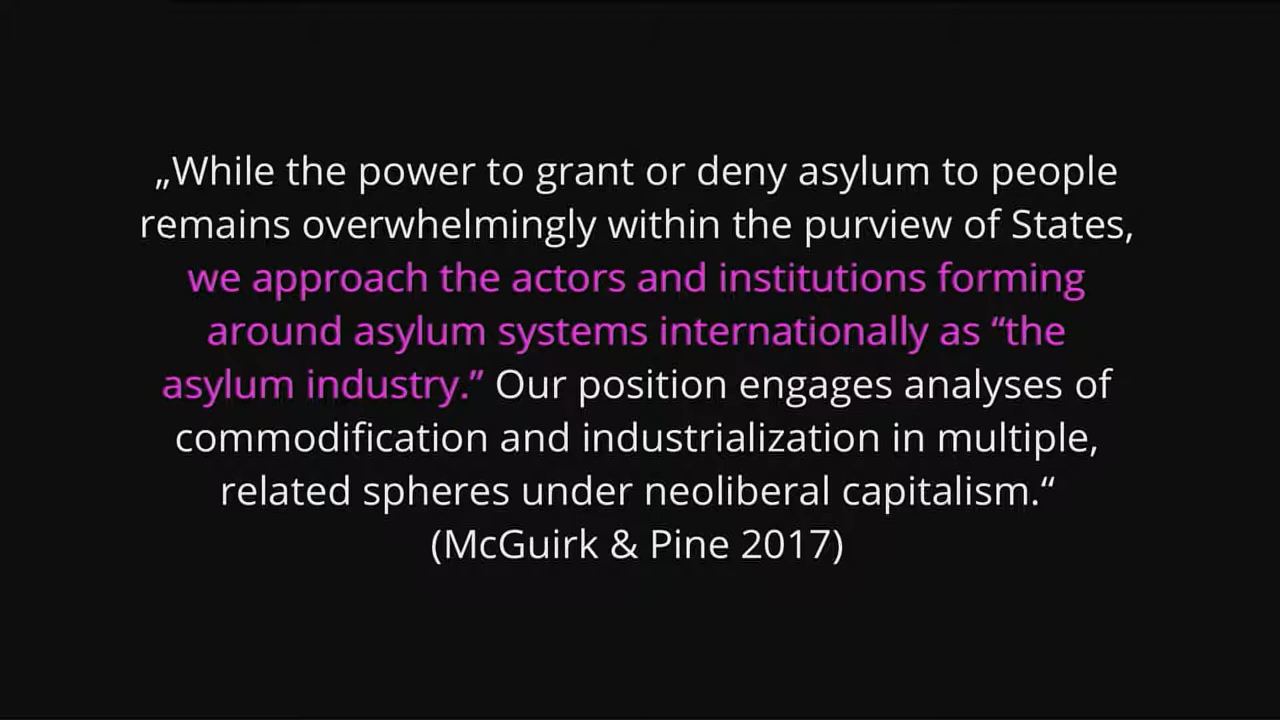 „While the power to grant or deny asylum to people
remains overwhelmingly within the purview of States,
we approach the actors and institutions forming
around asylum systems internationally as “the
asylum industry.” Our position engages analyses of
commodification and industrialization in multiple,
related spheres under neoliberal capitalism.“
(McGuirk & Pine 2017)